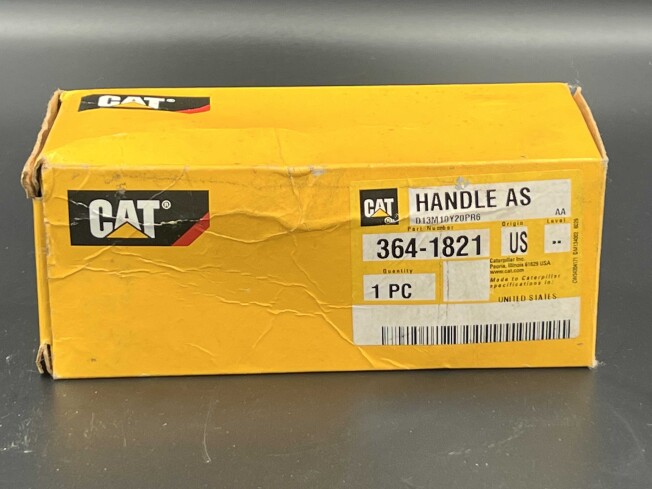 CAT®
CAT®
CAT
HANDLE AS
D13M10Y20PR6
AA
Part Number
Origin
Level
364-1821
US
--
Quantity
1 PC
Caterpillar Inc.
Peoria, Illinois 61629 USA
www.cat.com
Made to Caterpillar
specifications in:
UNITED STATES